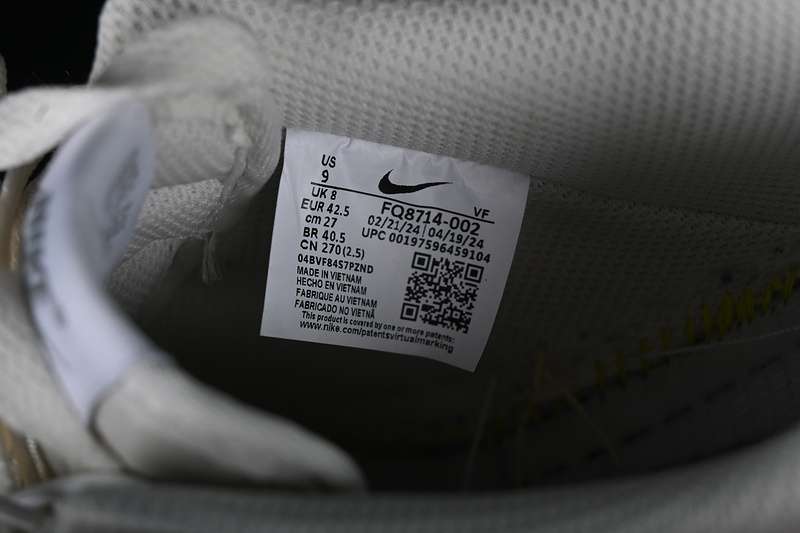 US
9
UK 8
EUR 42.5
cm 27
BR 40.5
CN 270(2.5)
04BVF84S7PZND
MADE IN VIETNAM
HECHO EN VIETNAM
FABRIQUE AU VIETNAM
FABRICADO NO VIETNÃ
VF
FQ8714-002
02/21/24 04/19/24
UPC 00197596459104
This product is covered by one or more patents:
www.nike.com/patentsvirtualmarking